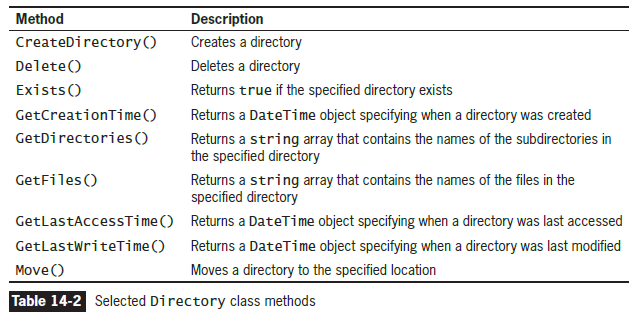 Method Description
CreateDirectory() Creates a directory
Delete() Deletes a directory
Exists() Returns true if the specified directory exists
GetCreationTime() Returns a DateTime object specifying when a directory was created
GetDirectories() Returns a string array that contains the names of the subdirectories in
the specified directory
GetFiles() Returns a string array that contains the names of the files in the
specified directory
GetLastAccessTime() Returns a DateTime object specifying when a directory was last accessed
GetLastWriteTime() Returns a DateTime object specifying when a directory was last modified
Move() Moves a directory to the specified location
Table 14-2 Selected Directory class methods